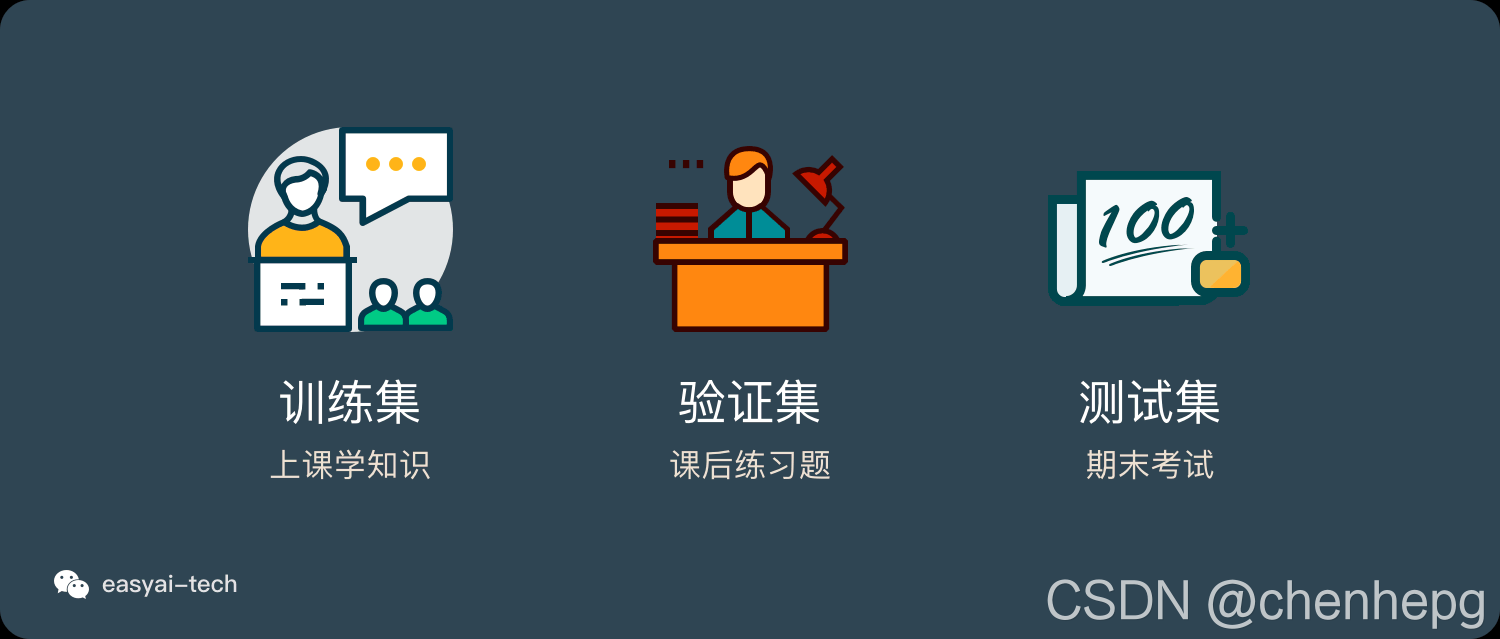 100
训练集
验证集
测试集
上课学知识
课后练习题
期末考试
easyai-tech
CSDN @chenhepg